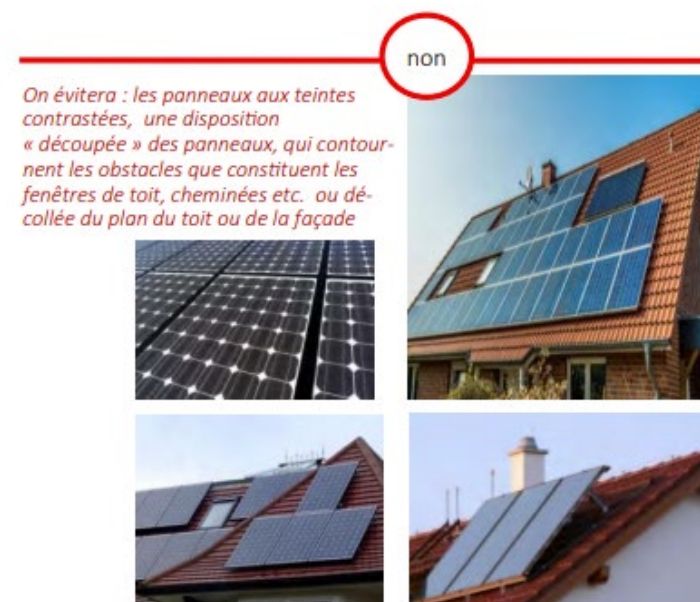 non
On évitera : les panneaux aux teintes
contrastées, une disposition
« découpée » des panneaux, qui contour-
nent les obstacles que constituent les
fenêtres de toit, cheminées etc. ou dé-
collée du plan du toit ou de la façade